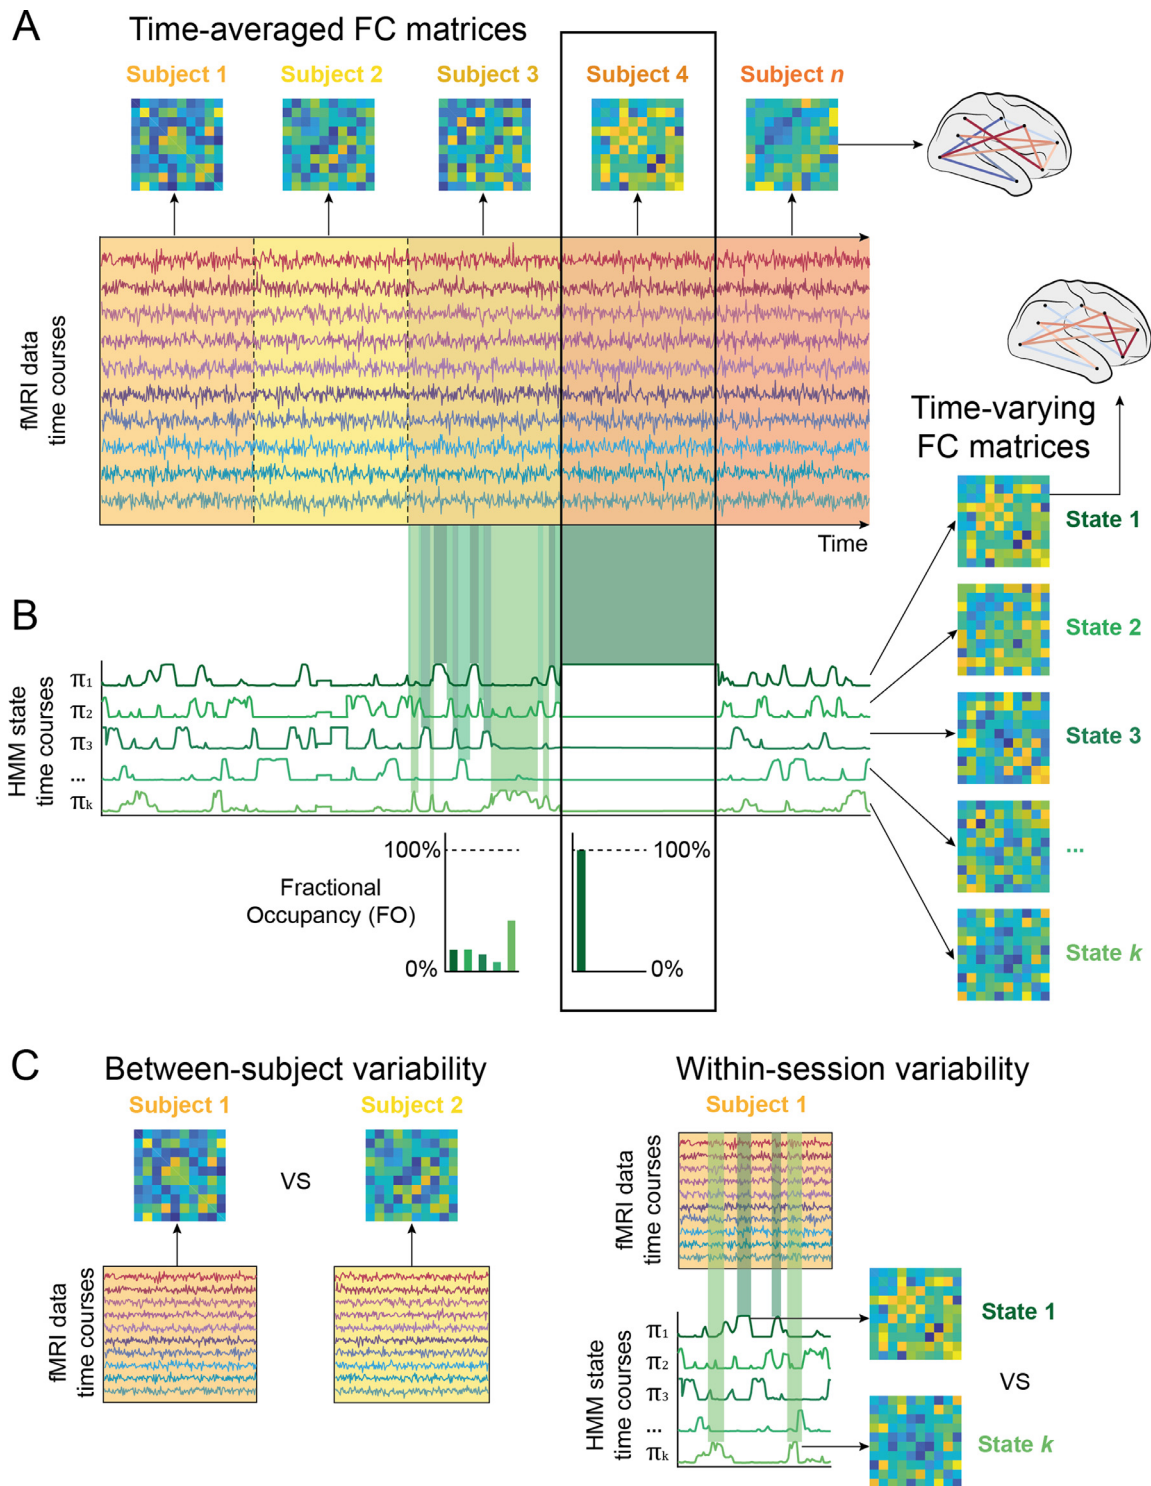 A
Time-averaged FC matrices
Subject 1
Subject 2
Subject 3
Subject 4
Subject n
fMRI data
time courses
Time
Time-varying
FC matrices
State 1
State 2
State 3
...
State k
B
HMM state
time courses
π1
π2
π3
...
πk
Fractional
Occupancy (FO)
100%
0%
100%
0%
C
Between-subject variability
Subject 1
VS
Subject 2
fMRI data
time courses
Within-session variability
Subject 1
fMRI data
time courses
HMM state
time courses
π1
π2
π3
...
πk
State 1
VS
State k